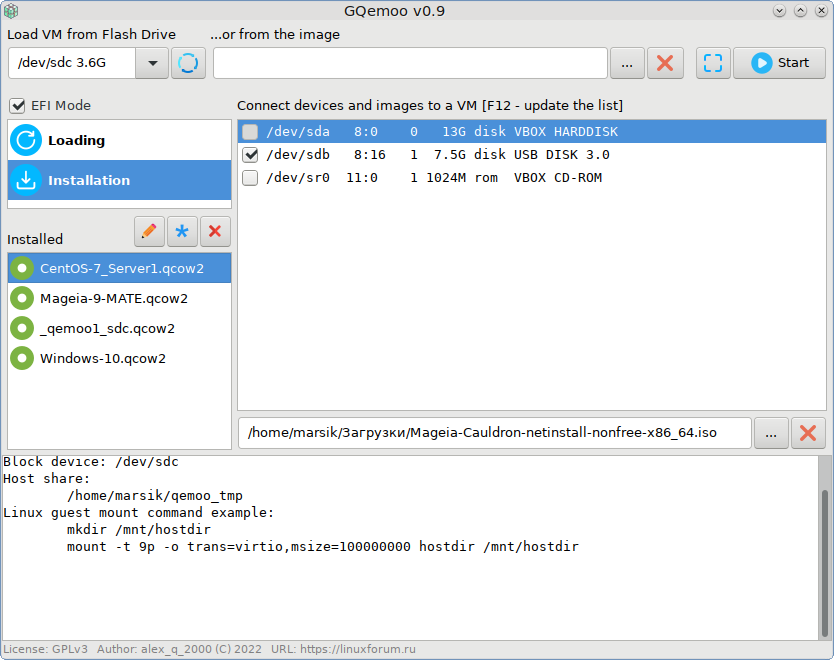 GQemoo v0.9
Load VM from Flash Drive ...or from the image
/dev/sdc 3.6G ... Start
EFI Mode
Connect devices and images to a VM [F12 - update the list]
Loading
Installation
/dev/sda 8:0 0 13G disk VBOX HARDDISK
/dev/sdb 8:16 1 7.5G disk USB DISK 3.0
/dev/sr0 11:0 1 1024M rom VBOX CD-ROM
Installed
CentOS-7_Server1.qcow2
Mageia-9-MATE.qcow2
_qemoo1_sdc.qcow2
Windows-10.qcow2
/home/marsik/Загрузки/Mageia-Cauldron-netinstall-nonfree-x86_64.iso ...
Block device: /dev/sdc
Host share:
/home/marsik/qemoo_tmp
Linux guest mount command example:
mkdir /mnt/hostdir
mount -t 9p -o trans=virtio,msize=100000000 hostdir /mnt/hostdir
License: GPLv3 Author: alex_q_2000 (C) 2022 URL: https://linuxforum.ru